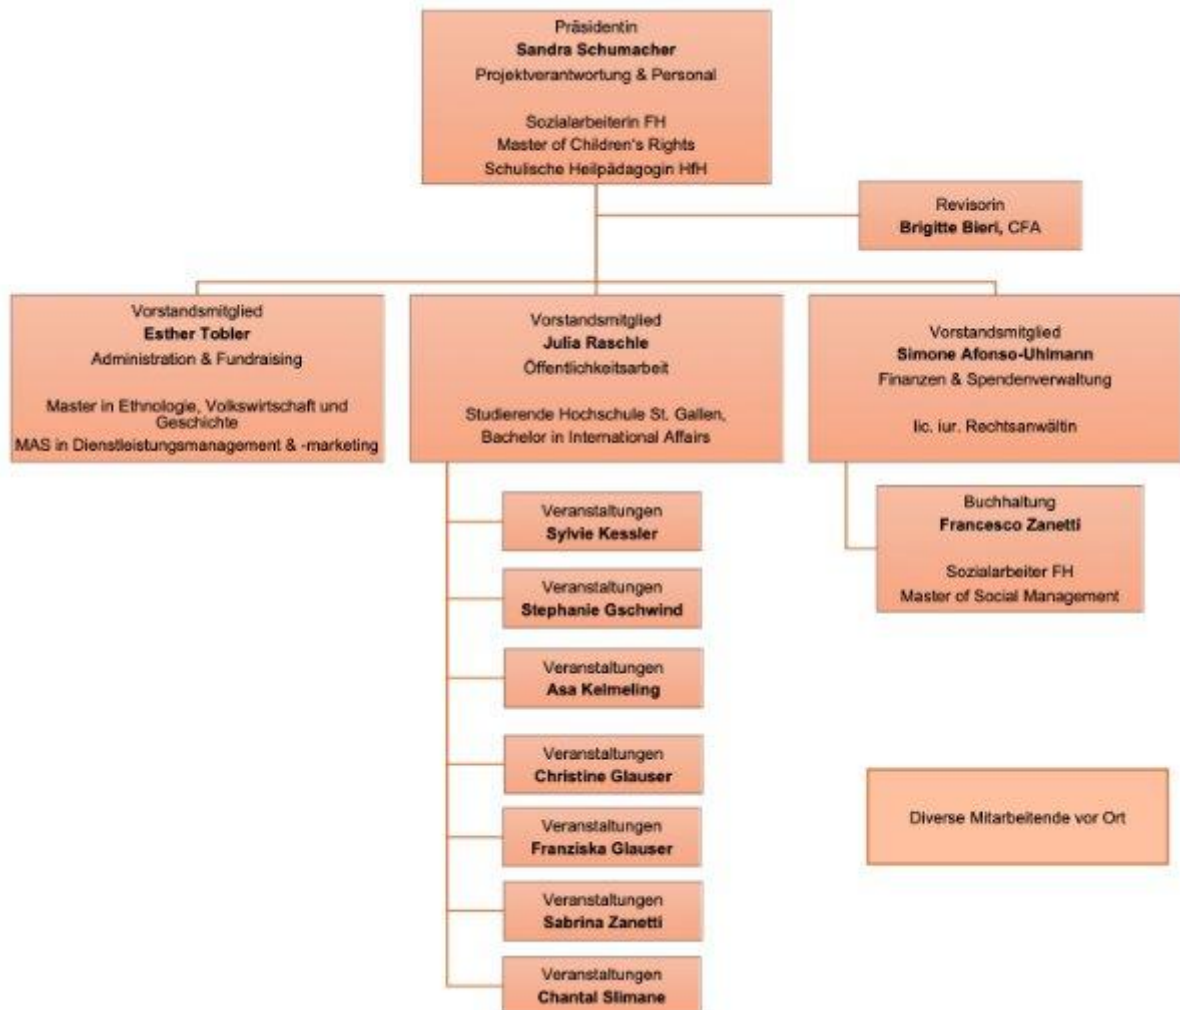 Präsidentin
Sandra Schumacher
Projektverantwortung & Personal
Sozialarbeiterin FH
Master of Children's Rights
Schulische Heilpädagogin HfH
Revisorin
Brigitte Bieri, CFA
Vorstandsmitglied
Esther Tobler
Administration & Fundraising
Master in Ethnologie, Volkswirtschaft und
Geschichte
MAS in Dienstleistungsmanagement & -marketing
Vorstandsmitglied
Julia Raschle
Öffentlichkeitsarbeit
Studierende Hochschule St. Gallen,
Bachelor in International Affairs
Vorstandsmitglied
Simone Afonso-Uhlmann
Finanzen & Spendenverwaltung
lic. iur. Rechtsanwältin
Veranstaltungen
Sylvie Kessler
Veranstaltungen
Stephanie Gschwind
Veranstaltungen
Asa Kelmeling
Veranstaltungen
Christine Glauser
Veranstaltungen
Franziska Glauser
Veranstaltungen
Sabrina Zanetti
Veranstaltungen
Chantal Slimane
Buchhaltung
Francesco Zanetti
Sozialarbeiter FH
Master of Social Management
Diverse Mitarbeitende vor Ort